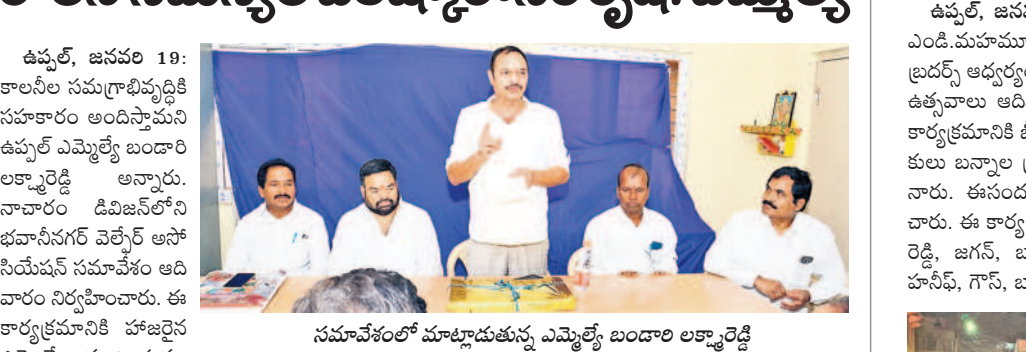 ఉప్పల్, జనవరి 19:
కాలనీల సమగ్రాభివృద్ధికి
సహకారం అందిస్తామని
ఉప్పల్ ఎమ్మెల్యే బండారి
లక్ష్మారెడ్డి అన్నారు.
నాచారం డివిజన్‌లోని
భవానీనగర్ వెల్ఫేర్ అసో
సియేషన్ సమావేశం ఆది
వారం నిర్వహించారు. ఈ
కార్యక్రమానికి హాజరైన
సమావేశంలో మాట్లాడుతున్న ఎమ్మెల్యే బండారి లక్ష్మారెడ్డి
ఉప్పల్,
ఎండి.మహమూ
బ్రదర్స్ ఆధ్వర్య
ఉత్సవాలు ఆది
కార్యక్రమానికి
కులు బన్నాల
నారు. ఈసంద
చారు. ఈ కార్య
రెడ్డి, జగన్,
హనీఫ్, గౌస్,